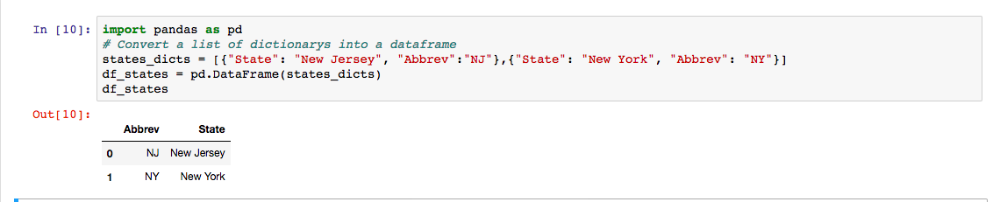 In [10]: import pandas as pd
# Convert a list of dictionarys into a dataframe
states_dicts = [{"State": "New Jersey", "Abbrev":"NJ"},{"State": "New York", "Abbrev": "NY"}]
df_states = pd.DataFrame(states_dicts)
df_states
Out[10]:
Abbrev State
0 NJ New Jersey
1 NY New York